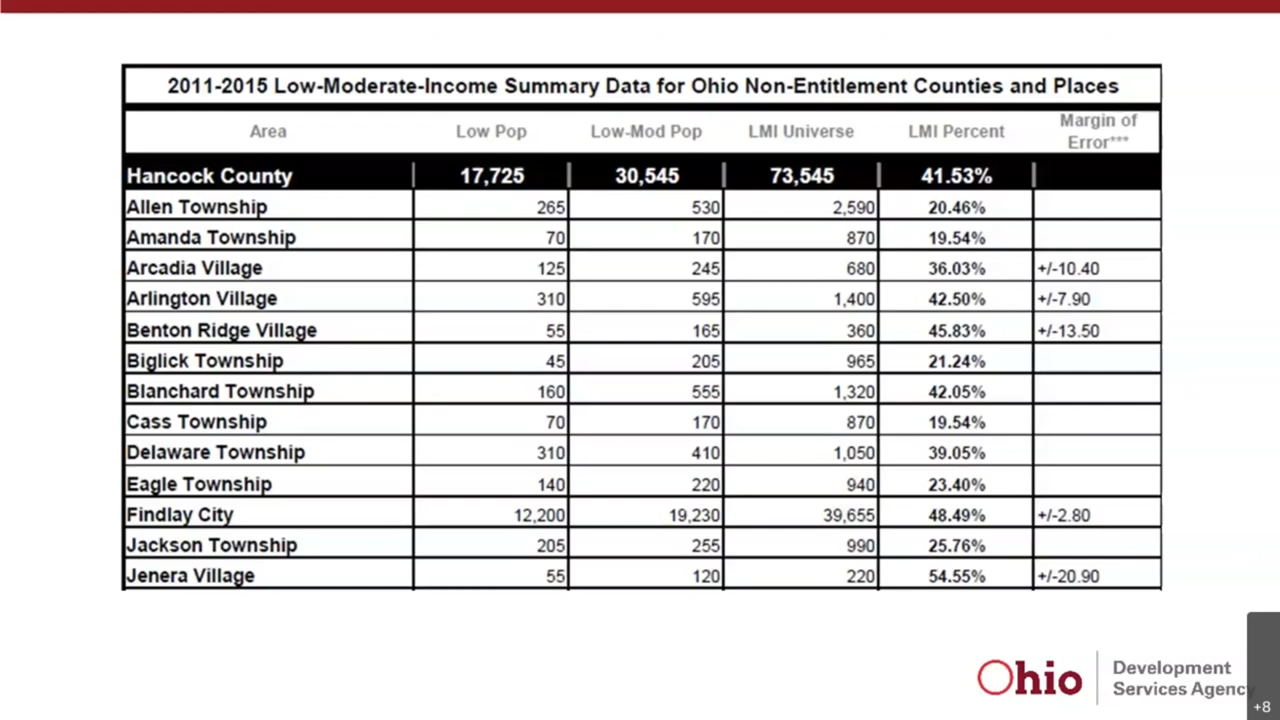 2011-2015 Low-Moderate-Income Summary Data for Ohio Non-Entitlement Counties and Places
Area Low Pop Low-Mod Pop LMI Universe LMI Percent Margin of Error***
Hancock County 17,725 30,545 73,545 41.53%
Allen Township 265 530 2,590 20.46%
Amanda Township 70 170 870 19.54%
Arcadia Village 125 245 680 36.03% +/-10.40
Arlington Village 310 595 1,400 42.50% +/-7.90
Benton Ridge Village 55 165 360 45.83% +/-13.50
Biglick Township 45 205 965 21.24%
Blanchard Township 160 555 1,320 42.05%
Cass Township 70 170 870 19.54%
Delaware Township 310 410 1,050 39.05%
Eagle Township 140 220 940 23.40%
Findlay City 12,200 19,230 39,655 48.49% +/-2.80
Jackson Township 205 255 990 25.76%
Jenera Village 55 120 220 54.55% +/-20.90
Ohio Development
Services Agency
+8